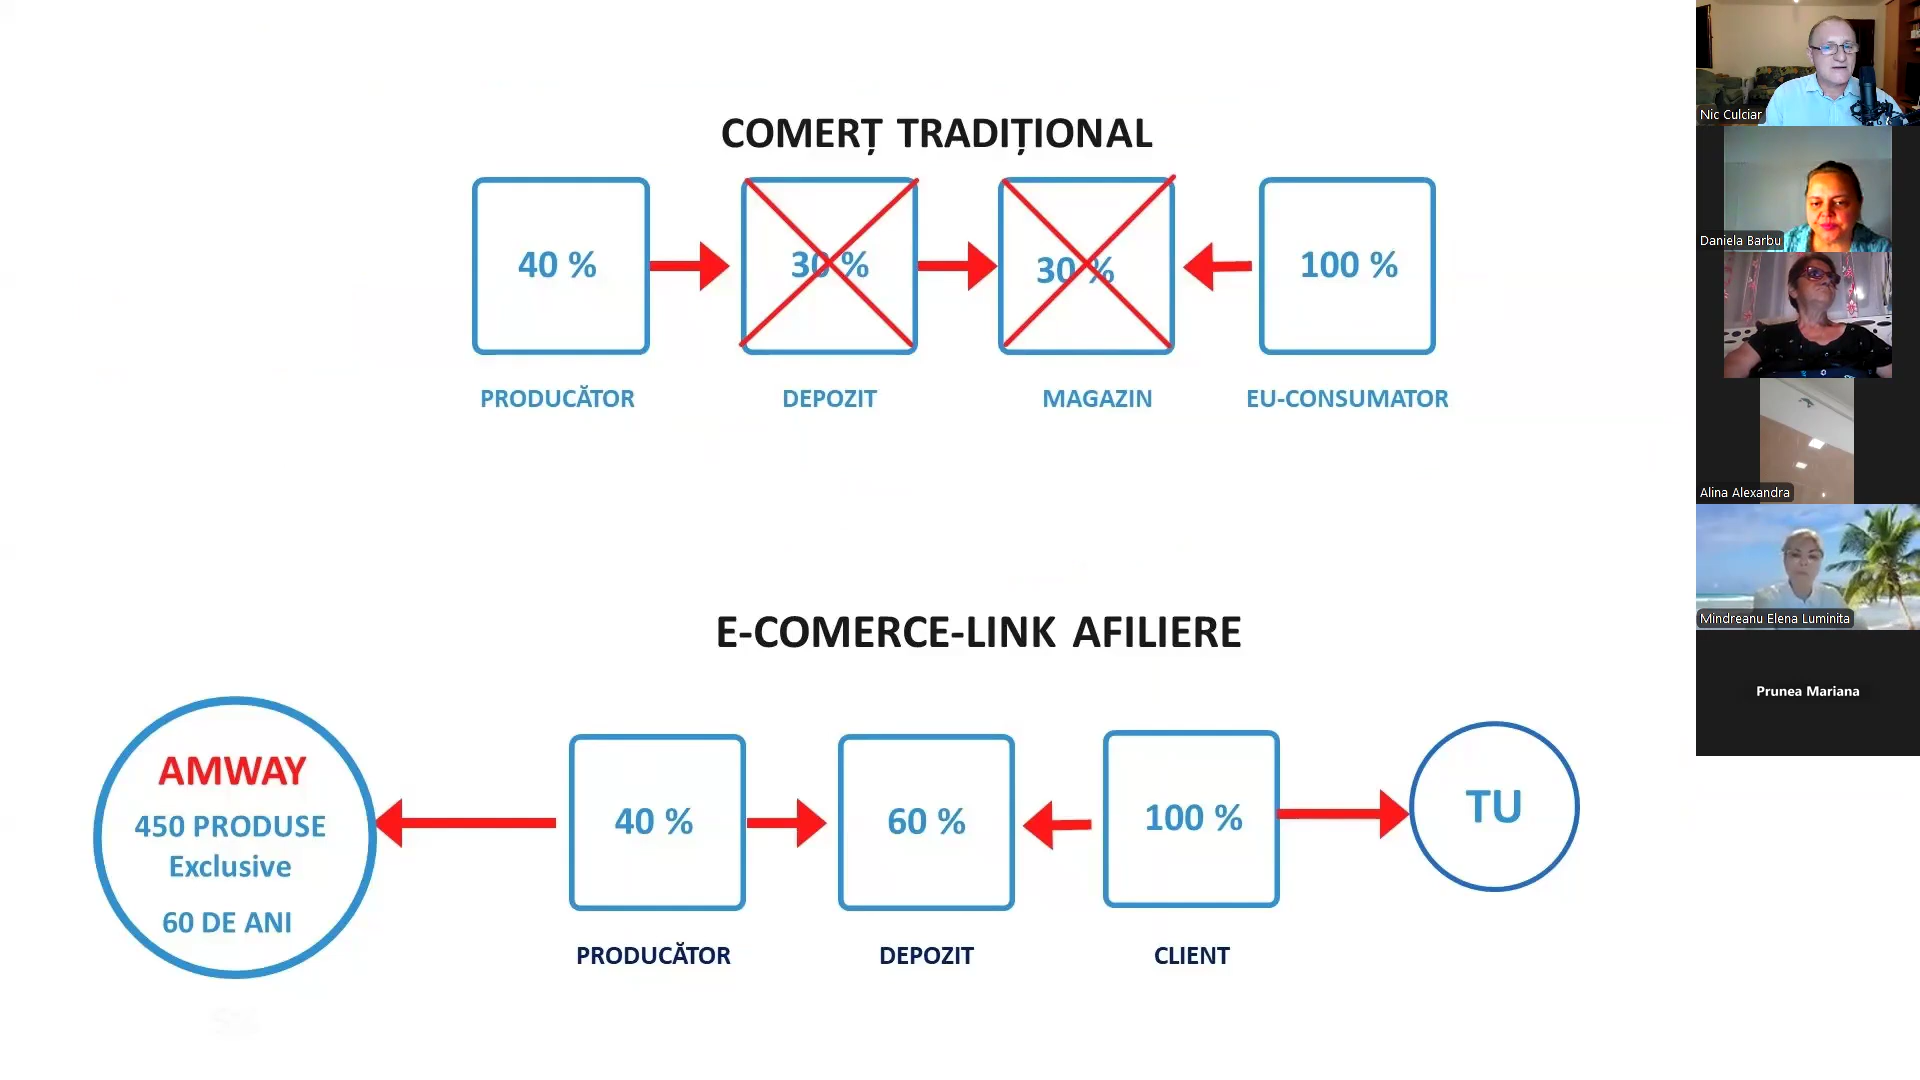 COMERȚ TRADIȚIONAL
40 %
30 %
30 %
100 %
PRODUCĂTOR
DEPOZIT
MAGAZIN
EU-CONSUMATOR
E-COMERCE-LINK AFILIERE
AMWAY
450 PRODUSE
Exclusive
60 DE ANI
40 %
60 %
100 %
TU
PRODUCĂTOR
DEPOZIT
CLIENT
Nic Culciar
Daniela Barbu
Alina Alexandra
Mindreanu Elena Luminita
Prunea Mariana